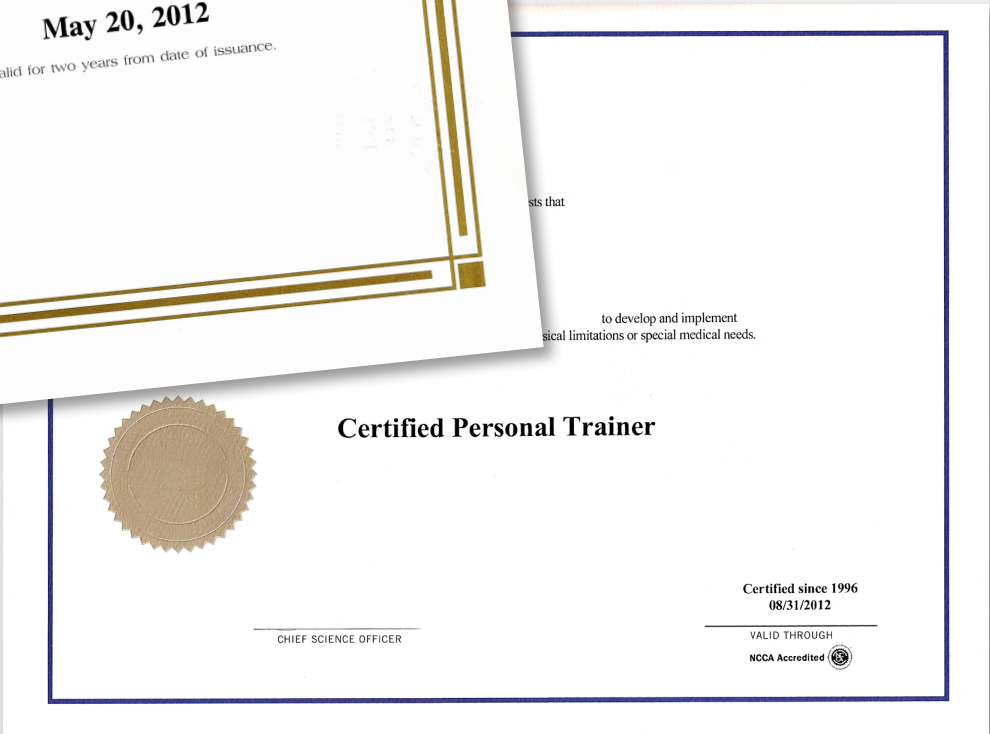 May 20, 2012
alid for two years from date of issuance.
sts that
to develop and implement
sical limitations or special medical needs.
Certified Personal Trainer
Certified since 1996
08/31/2012
CHIEF SCIENCE OFFICER
VALID THROUGH
NCCA Accredited